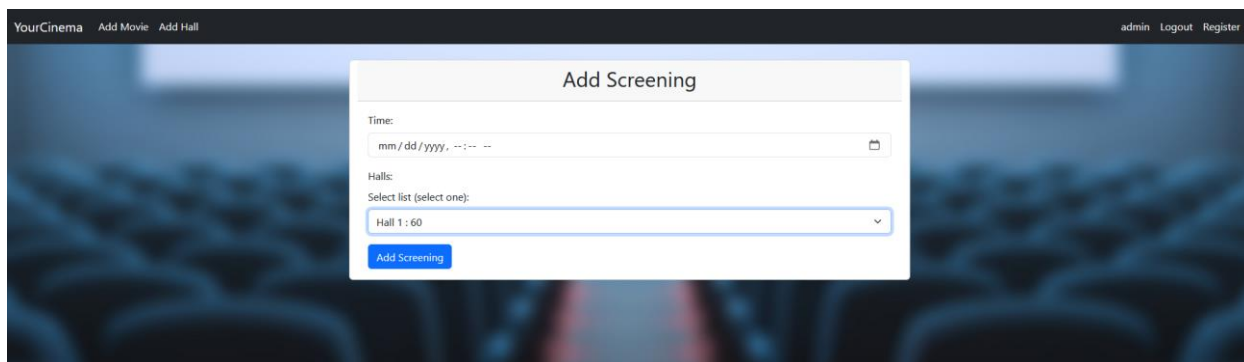 YourCinema Add Movie Add Hall admin Logout Register
Add Screening
Time:
mm/dd/yyyy, --:-- --
Halls:
Select list (select one):
Hall 1 : 60
Add Screening